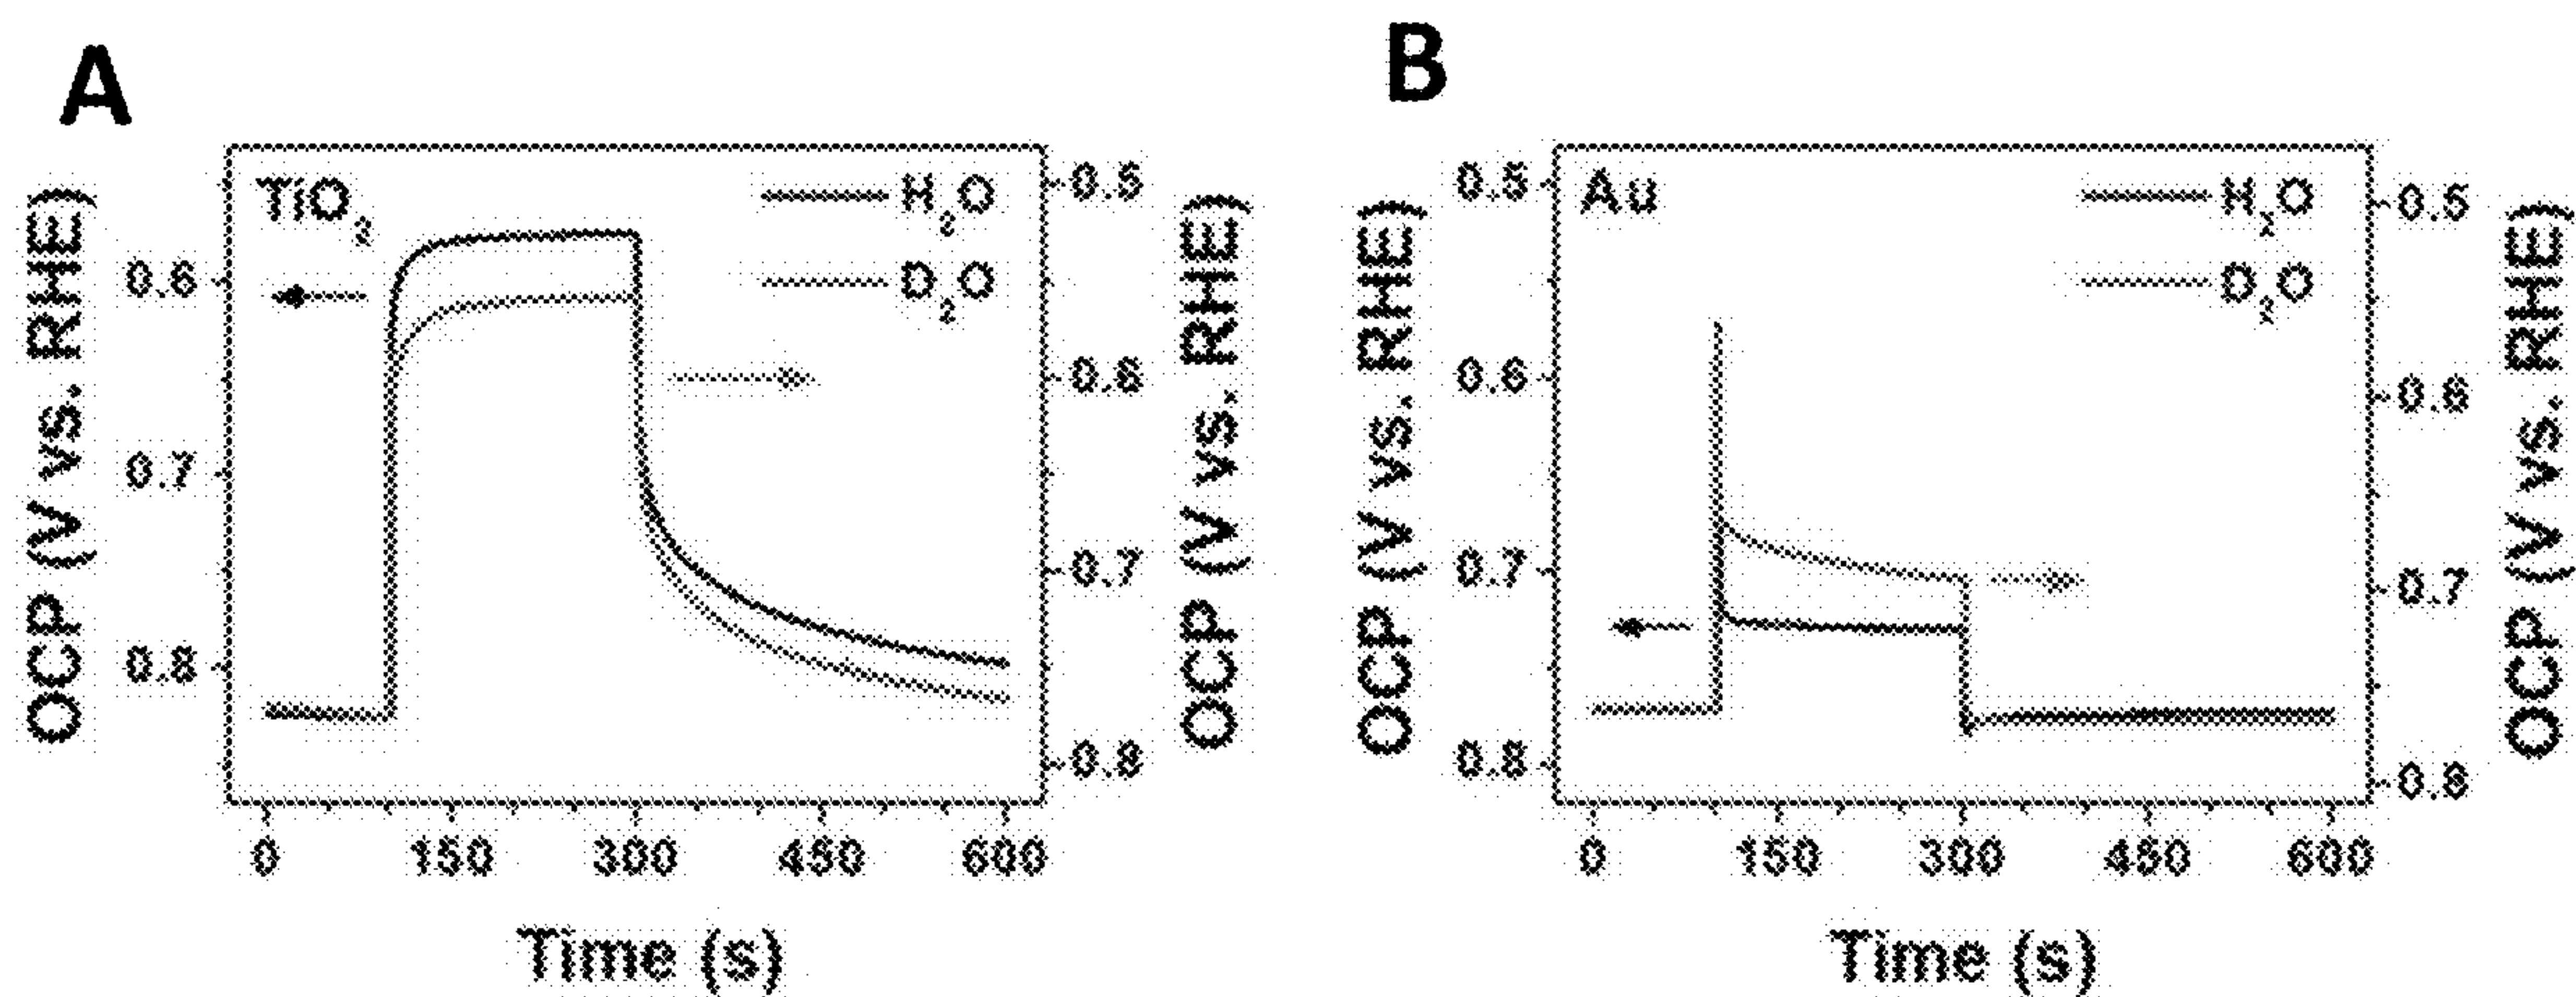 A
OCP (V vs. RHE)
0.6
0.7
0.8
TiO₂
H₂O
D₂O
0.5
0.6
0.7
0.8
OCP (V vs. RHE)
0 150 300 450 600
Time (s)
B
OCP (V vs. RHE)
0.5
0.6
0.7
0.8
Au
H₂O
D₂O
0.5
0.6
0.7
0.8
OCP (V vs. RHE)
0 150 300 450 600
Time (s)